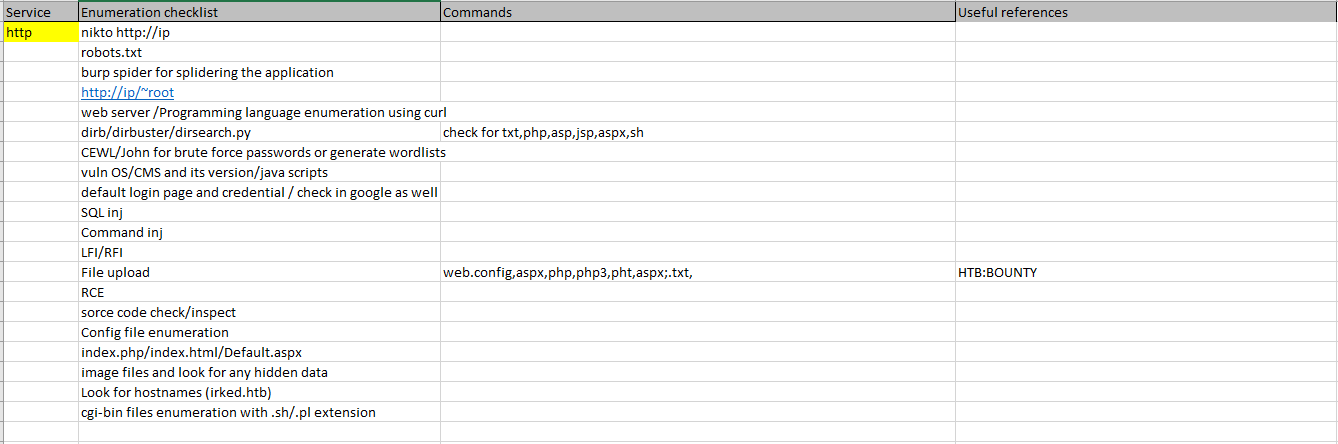 Service Enumeration checklist Commands Useful references
http nikto http://ip
robots.txt
burp spider for splidering the application
http://ip/~root
web server /Programming language enumeration using curl
dirb/dirbuster/dirsearch.py check for txt,php,asp,jsp,aspx,sh
CEWL/John for brute force passwords or generate wordlists
vuln OS/CMS and its version/java scripts
default login page and credential / check in google as well
SQL inj
Command inj
LFI/RFI
File upload web.config,aspx,php,php3,pht,aspx;.txt, HTB:BOUNTY
RCE
sorce code check/inspect
Config file enumeration
index.php/index.html/Default.aspx
image files and look for any hidden data
Look for hostnames (irked.htb)
cgi-bin files enumeration with .sh/.pl extension